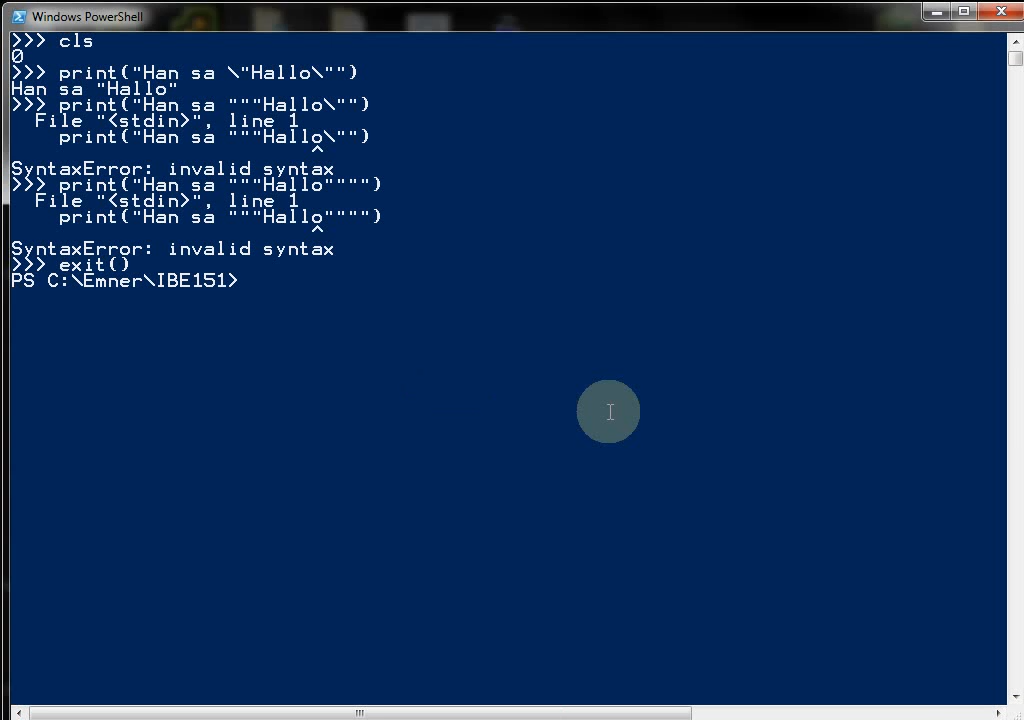 Windows PowerShell
>>> cls
0
>>> print("Han sa \"Hallo\"")
Han sa "Hallo"
>>> print("Han sa """Hallo\"")
  File "<stdin>", line 1
    print("Han sa """Hallo\"")
                         ^
SyntaxError: invalid syntax
>>> print("Han sa """Hallo"""")
  File "<stdin>", line 1
    print("Han sa """Hallo"""")
                         ^
SyntaxError: invalid syntax
>>> exit()
PS C:\Emner\IBE151>